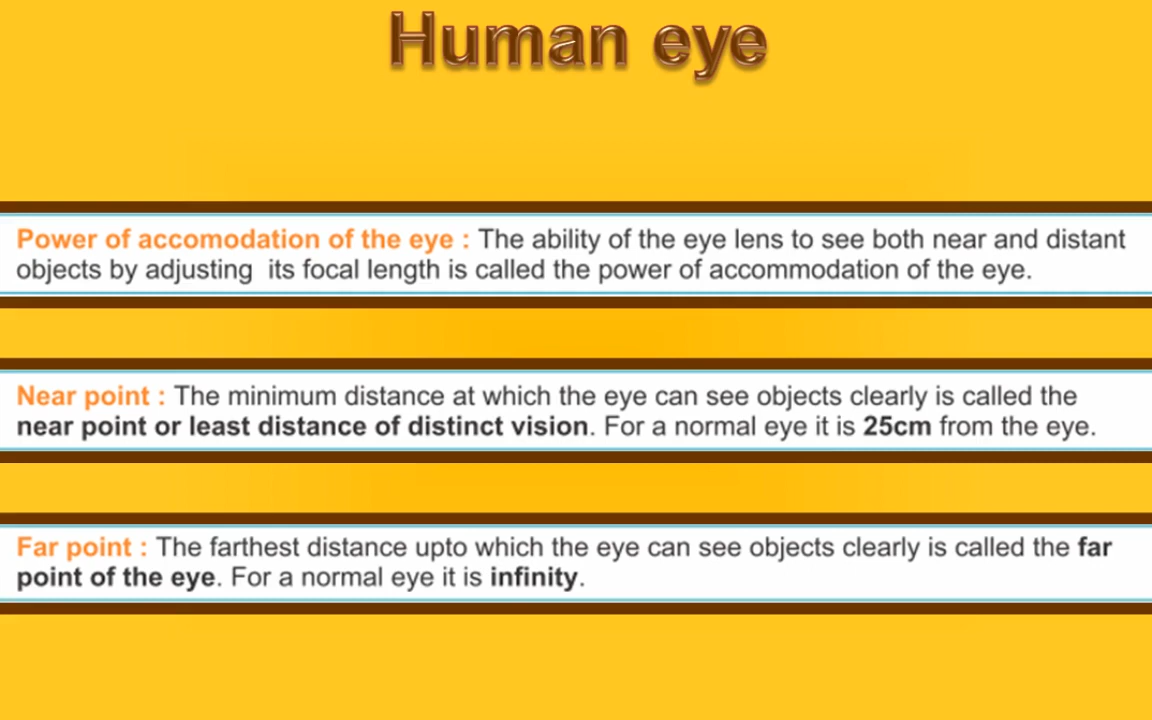 Human eye
Power of accomodation of the eye : The ability of the eye lens to see both near and distant
objects by adjusting  its focal length is called the power of accommodation of the eye.
Near point : The minimum distance at which the eye can see objects clearly is called the
near point or least distance of distinct vision. For a normal eye it is 25cm from the eye.
Far point : The farthest distance upto which the eye can see objects clearly is called the far
point of the eye. For a normal eye it is infinity.